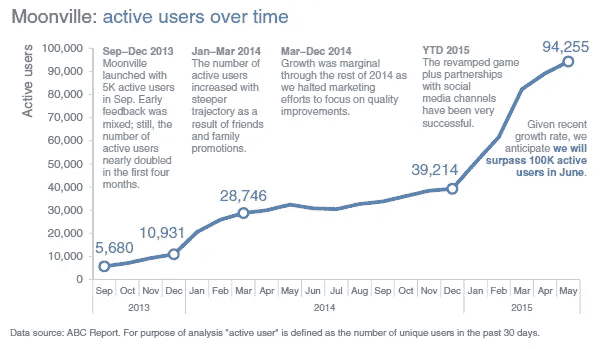 Moonville: active users over time
Active users
100,000
90,000
80,000
70,000
60,000
50,000
40,000
30,000
20,000
10,000
0
Sep–Dec 2013
Moonville
launched with
5K active users
in Sep. Early
feedback was
mixed; still, the
number of
active users
nearly doubled
in the first four
months.
Jan–Mar 2014
The number of
active users
increased with
steeper
trajectory as a
result of friends
and family
promotions.
Mar–Dec 2014
Growth was marginal
through the rest of 2014 as
we halted marketing
efforts to focus on quality
improvements.
YTD 2015
The revamped game
plus partnerships
with social
media channels
have been very
successful.
Given recent
growth rate, we
anticipate we will
surpass 100K active
users in June.
5,680
10,931
28,746
39,214
94,255
Sep Oct Nov Dec Jan Feb Mar Apr May Jun Jul Aug Sep Oct Nov Dec Jan Feb Mar Apr May
2013 2014 2015
Data source: ABC Report. For purpose of analysis "active user" is defined as the number of unique users in the past 30 days.